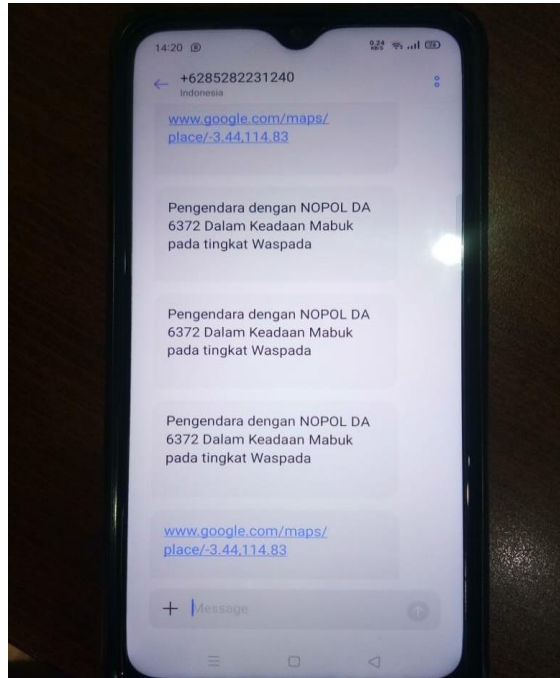 14:20
0.24
KB/S
+6285282231240
Indonesia
www.google.com/maps/
place/-3.44,114.83
Pengendara dengan NOPOL DA
6372 Dalam Keadaan Mabuk
pada tingkat Waspada
Pengendara dengan NOPOL DA
6372 Dalam Keadaan Mabuk
pada tingkat Waspada
Pengendara dengan NOPOL DA
6372 Dalam Keadaan Mabuk
pada tingkat Waspada
www.google.com/maps/
place/-3.44,114.83
Message